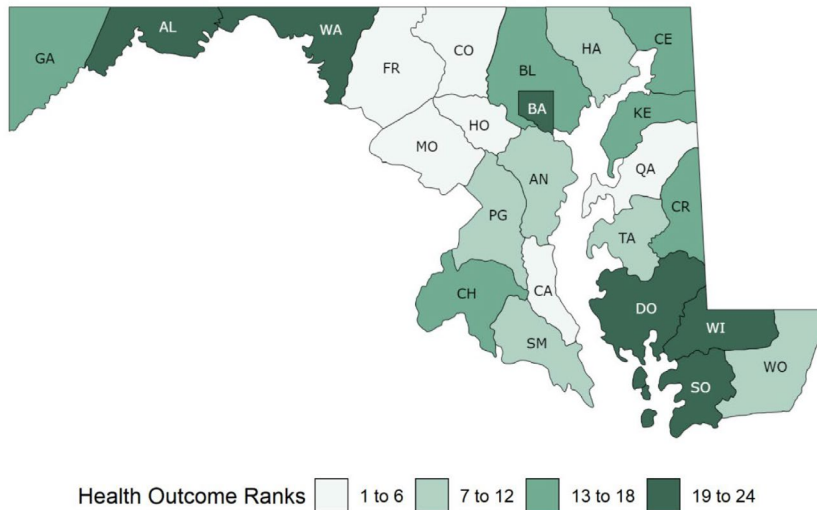 AL
WA
GA
CO
FR
HA
CE
BL
BA
KE
HO
MO
QA
AN
CR
PG
TA
CH
CA
DO
WI
SM
WO
SO
Health Outcome Ranks 1 to 6 7 to 12 13 to 18 19 to 24